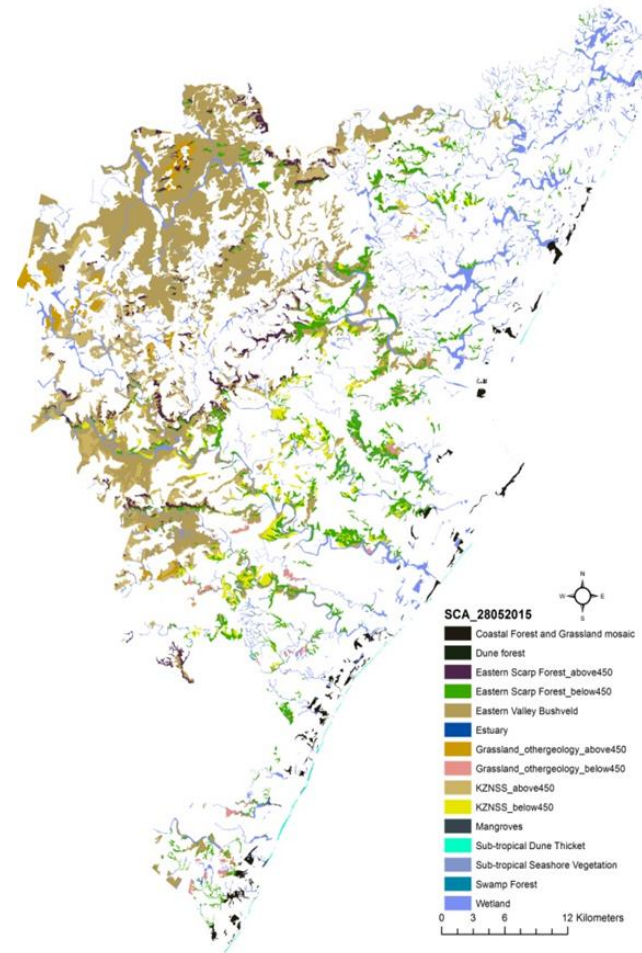 N
W E
S
SCA_28052015
Coastal Forest and Grassland mosaic
Dune forest
Eastern Scarp Forest_above450
Eastern Scarp Forest_below450
Eastern Valley Bushveld
Estuary
Grassland_othergeology_above450
Grassland_othergeology_below450
KZNSS_above450
KZNSS_below450
Mangroves
Sub-tropical Dune Thicket
Sub-tropical Seashore Vegetation
Swamp Forest
Wetland
0 3 6 12 Kilometers